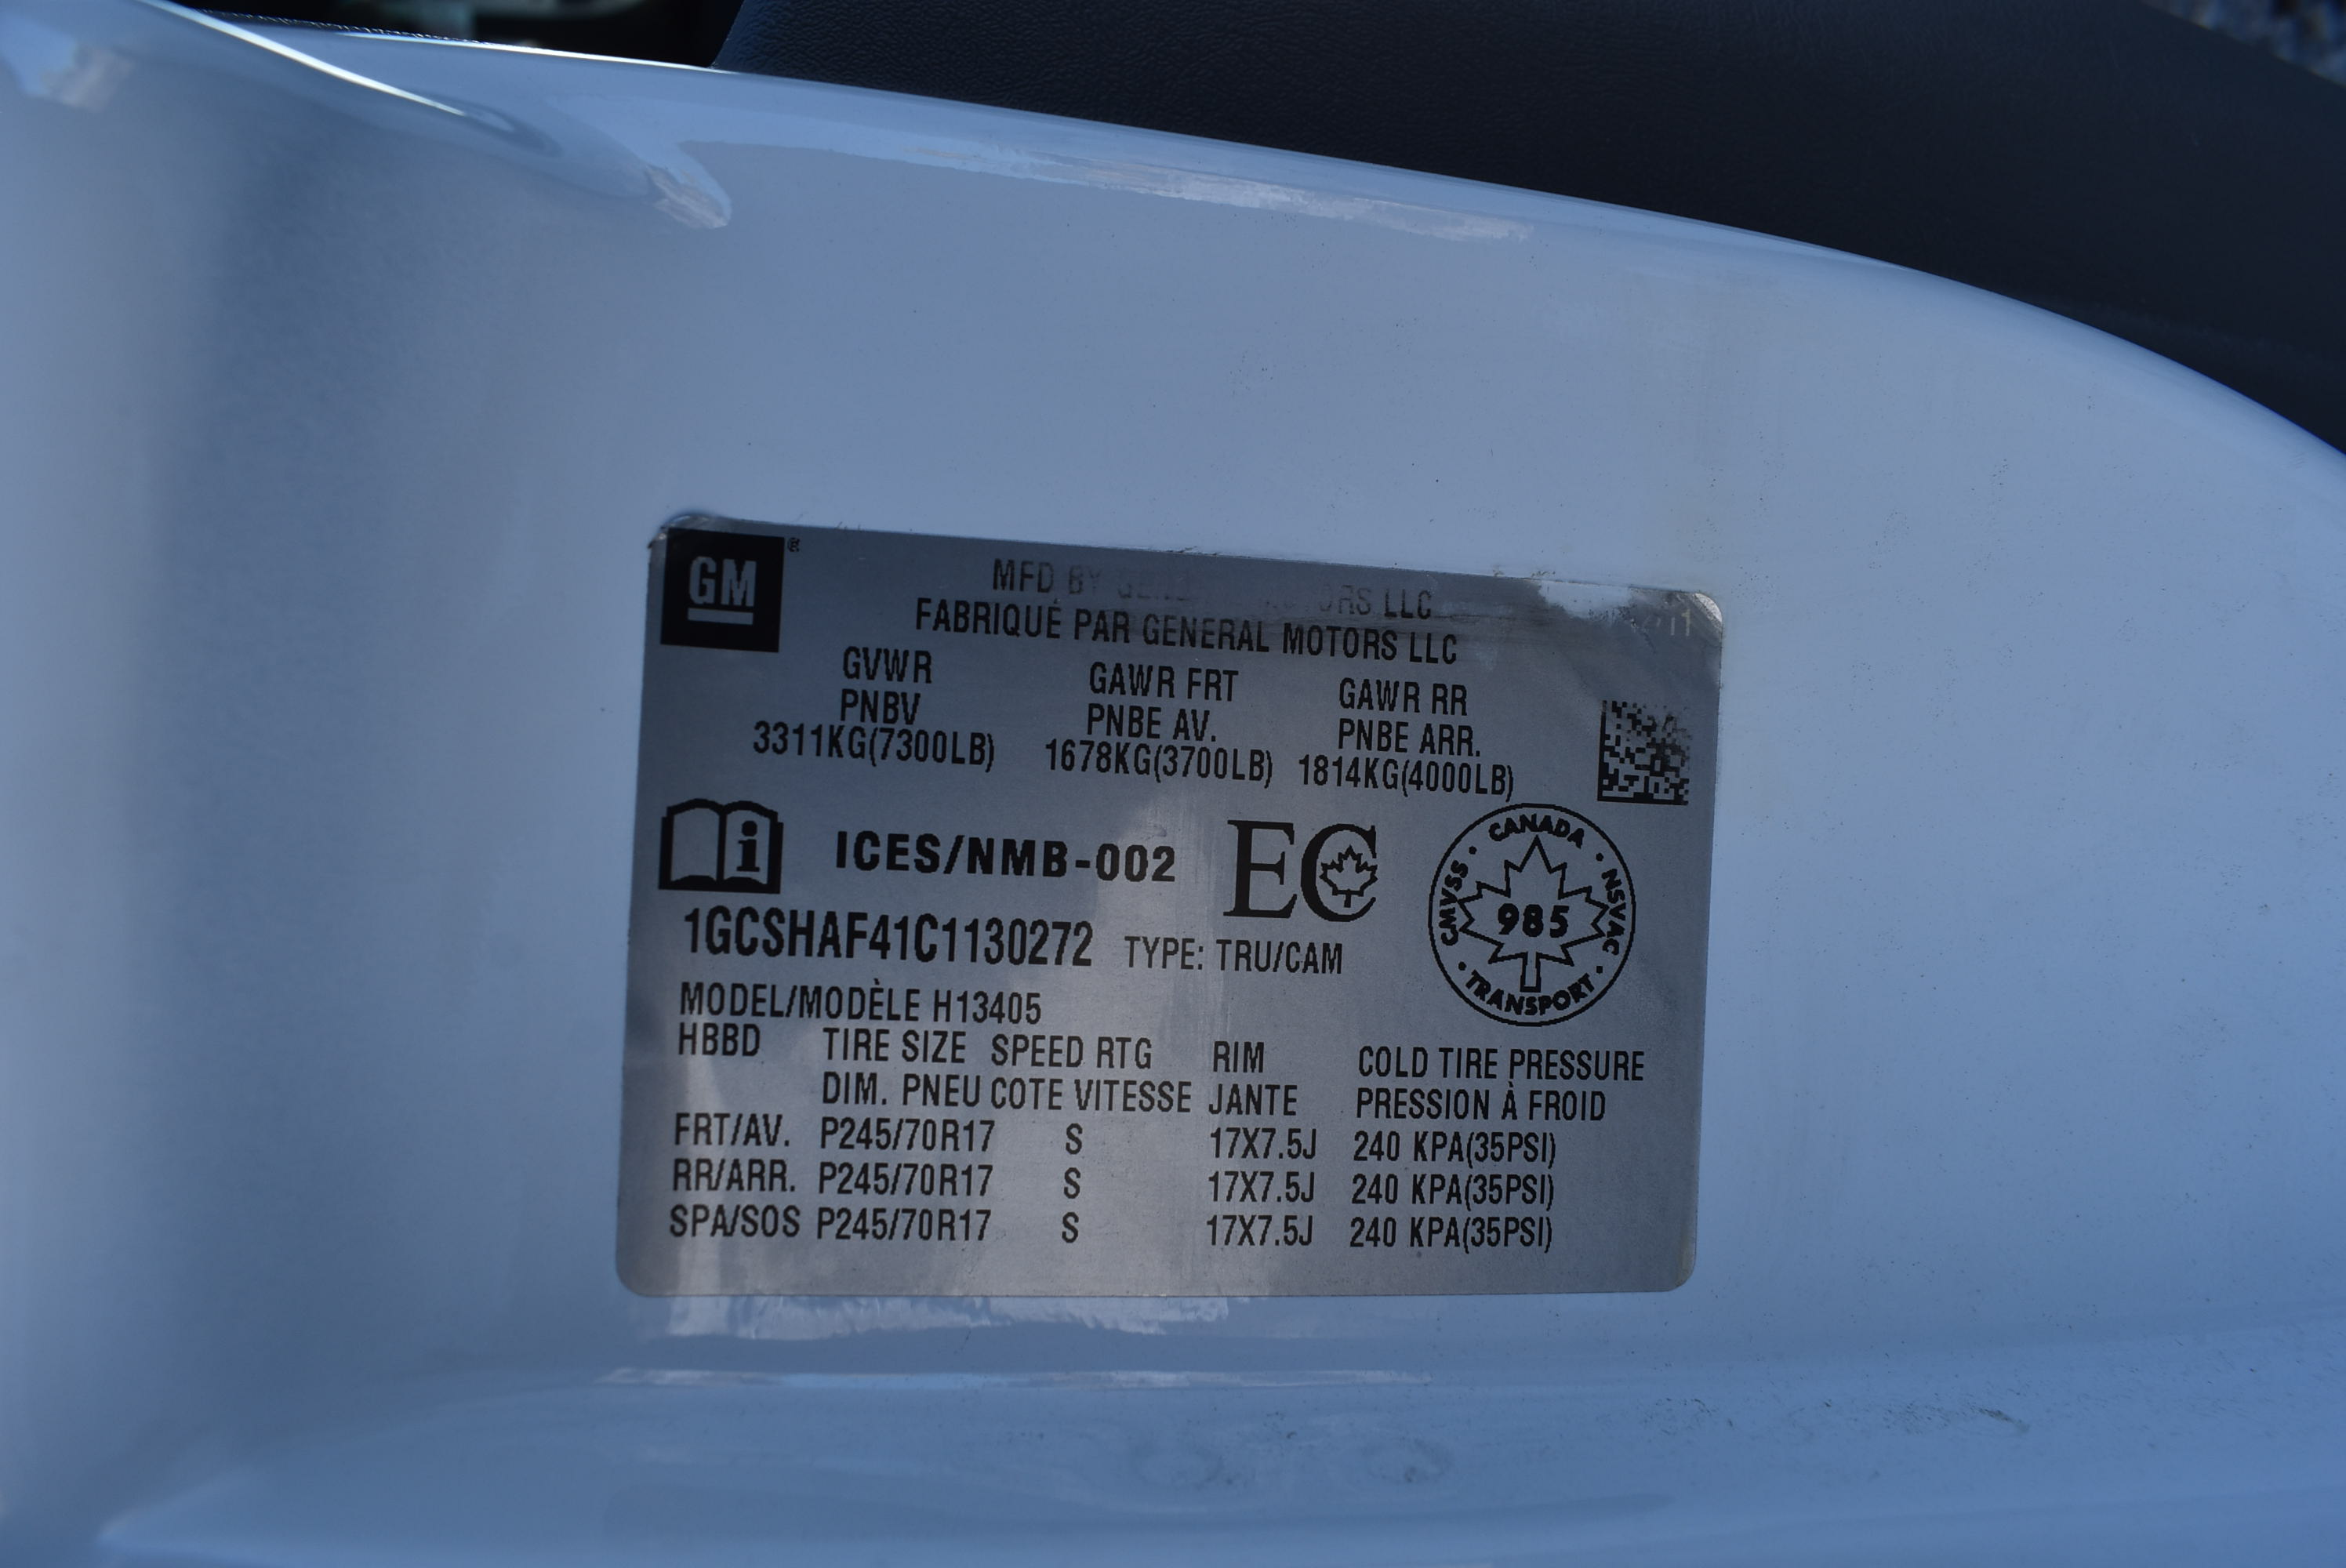 GM
MFD BY GENERAL MOTORS LLC
FABRIQUÉ PAR GENERAL MOTORS LLC
GVWR GAWR FRT GAWR RR
PNBV PNBE AV. PNBE ARR.
3311KG(7300LB) 1678KG(3700LB) 1814KG(4000LB)
ICES/NMB-002 EC
CANADA
CMVSS 985 NSVAC
TRANSPORT
1GCSHAF41C1130272 TYPE: TRU/CAM
MODEL/MODÈLE H13405
HBBD TIRE SIZE SPEED RTG RIM COLD TIRE PRESSURE
DIM. PNEU COTE VITESSE JANTE PRESSION À FROID
FRT/AV. P245/70R17 S 17X7.5J 240 KPA(35PSI)
RR/ARR. P245/70R17 S 17X7.5J 240 KPA(35PSI)
SPA/SOS P245/70R17 S 17X7.5J 240 KPA(35PSI)